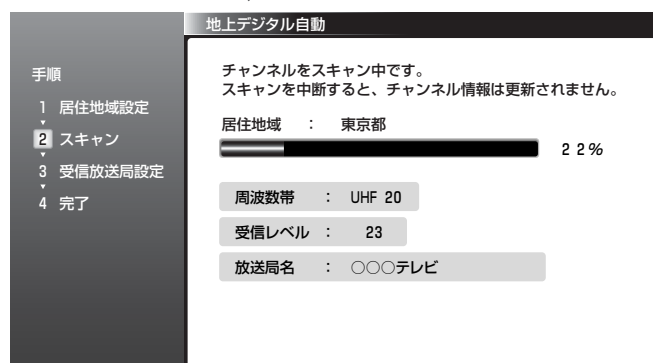 地上デジタル自動
手順
1 居住地域設定
2 スキャン
3 受信放送局設定
4 完了
チャンネルをスキャン中です。
スキャンを中断すると、チャンネル情報は更新されません。
居住地域 : 東京都
22%
周波数帯 : UHF 20
受信レベル : 23
放送局名 : ○○○テレビ